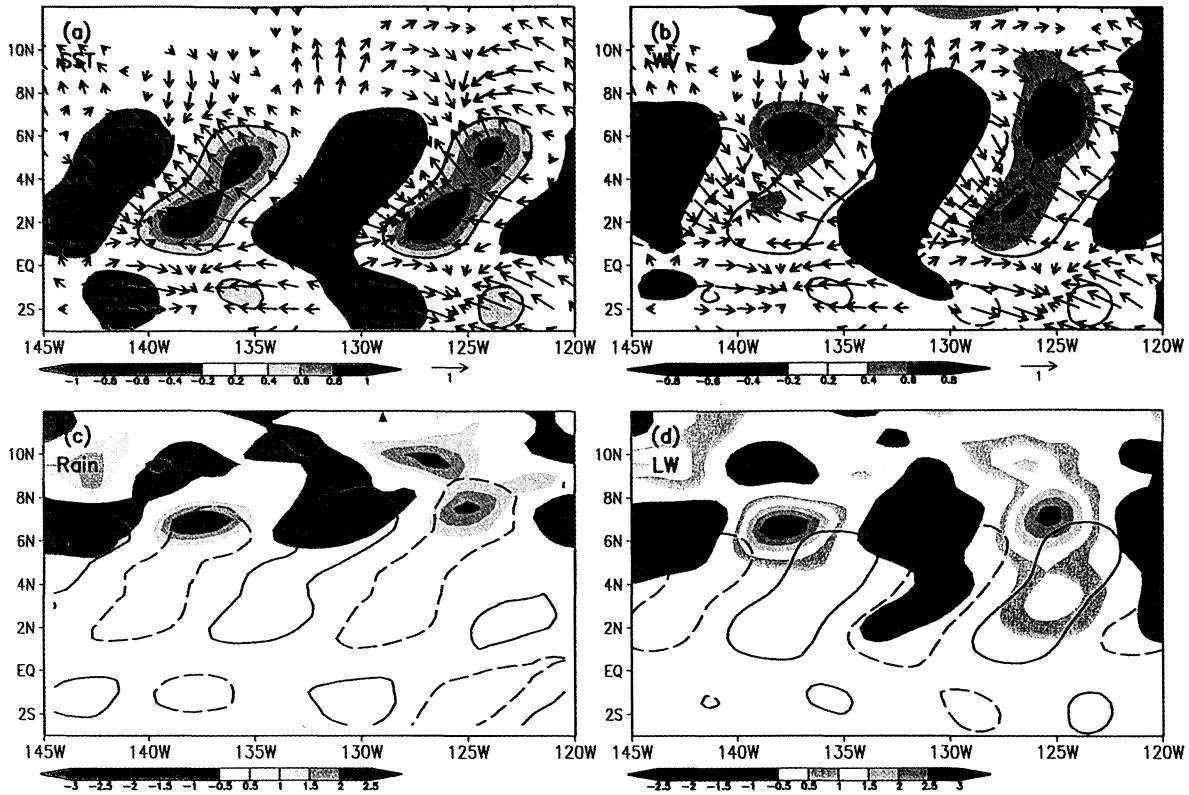 (a)
SST
10N
8N
6N
4N
2N
EQ
2S
145W 140W 135W 130W 125W 120W
-1 -0.8 -0.6 -0.4 -0.2 0.2 0.4 0.6 0.8 1
1
(b)
WV
10N
8N
6N
4N
2N
EQ
2S
145W 140W 135W 130W 125W 120W
-0.8 -0.6 -0.4 -0.2 0.2 0.4 0.6 0.8
1
(c)
Rain
10N
8N
6N
4N
2N
EQ
2S
145W 140W 135W 130W 125W 120W
-3 -2.5 -2 -1.5 -1 -0.5 0.5 1 1.5 2 2.5
(d)
LW
10N
8N
6N
4N
2N
EQ
2S
145W 140W 135W 130W 125W 120W
-2.5 -2 -1.5 -1 -0.5 0.5 1 1.5 2 2.5 3